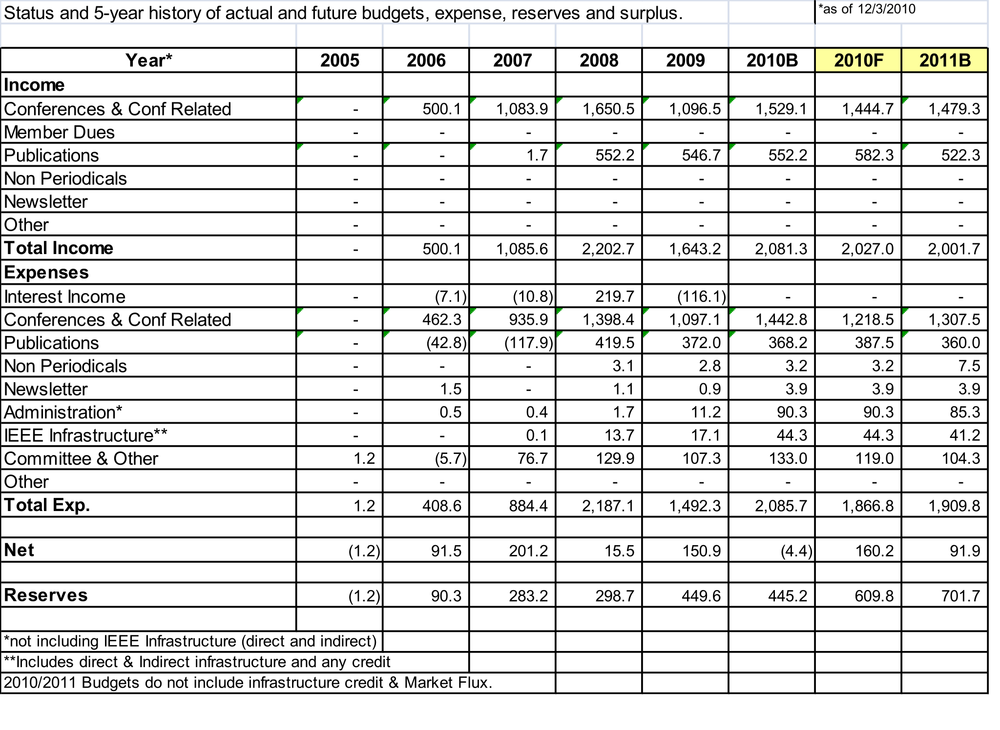 Status and 5-year history of actual and future budgets, expense, reserves and surplus. *as of 12/3/2010
Year* 2005 2006 2007 2008 2009 2010B 2010F 2011B
Income
Conferences & Conf Related - 500.1 1,083.9 1,650.5 1,096.5 1,529.1 1,444.7 1,479.3
Member Dues - - - - - - - -
Publications - - 1.7 552.2 546.7 552.2 582.3 522.3
Non Periodicals - - - - - - - -
Newsletter - - - - - - - -
Other - - - - - - - -
Total Income - 500.1 1,085.6 2,202.7 1,643.2 2,081.3 2,027.0 2,001.7
Expenses
Interest Income - (7.1) (10.8) 219.7 (116.1) - - -
Conferences & Conf Related - 462.3 935.9 1,398.4 1,097.1 1,442.8 1,218.5 1,307.5
Publications - (42.8) (117.9) 419.5 372.0 368.2 387.5 360.0
Non Periodicals - - - 3.1 2.8 3.2 3.2 7.5
Newsletter - 1.5 - 1.1 0.9 3.9 3.9 3.9
Administration* - 0.5 0.4 1.7 11.2 90.3 90.3 85.3
IEEE Infrastructure** - - 0.1 13.7 17.1 44.3 44.3 41.2
Committee & Other 1.2 (5.7) 76.7 129.9 107.3 133.0 119.0 104.3
Other - - - - - - - -
Total Exp. 1.2 408.6 884.4 2,187.1 1,492.3 2,085.7 1,866.8 1,909.8
Net (1.2) 91.5 201.2 15.5 150.9 (4.4) 160.2 91.9
Reserves (1.2) 90.3 283.2 298.7 449.6 445.2 609.8 701.7
*not including IEEE Infrastructure (direct and indirect)
**Includes direct & Indirect infrastructure and any credit
2010/2011 Budgets do not include infrastructure credit & Market Flux.